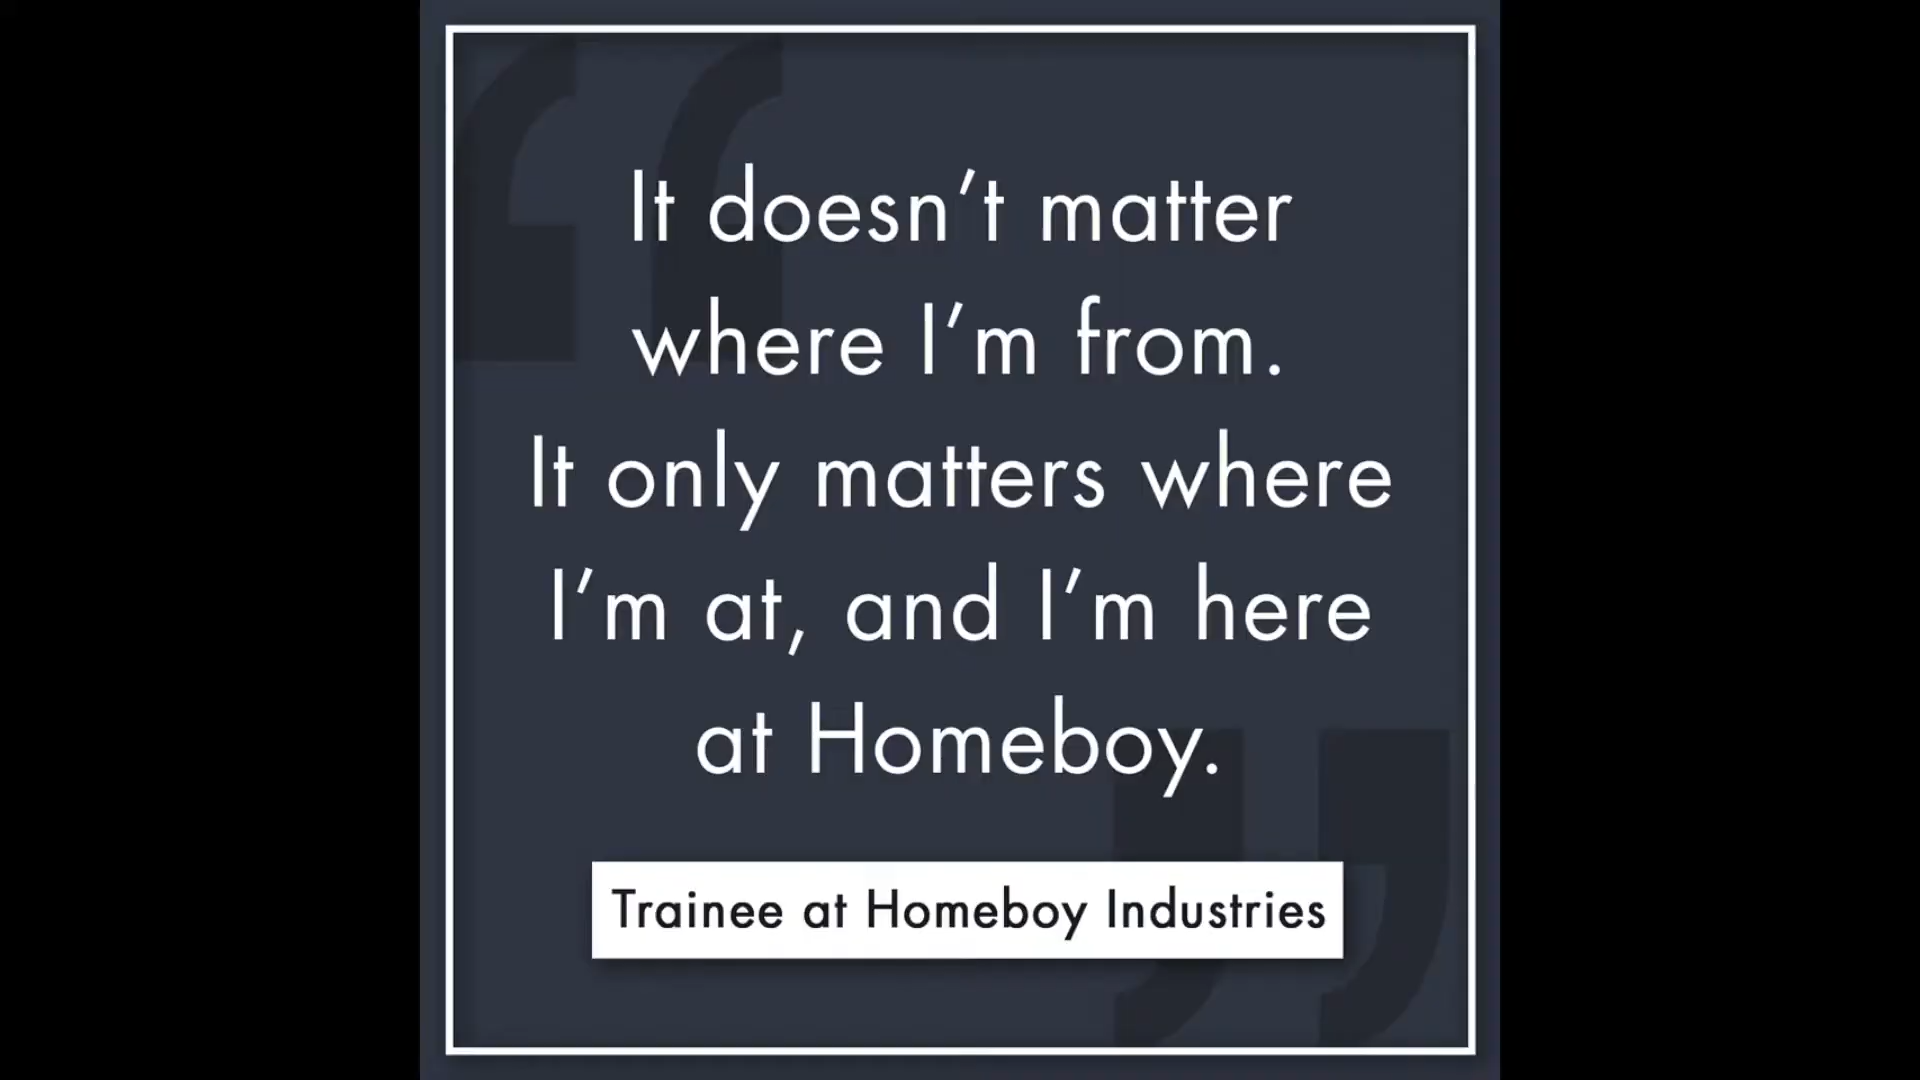 It doesn’t matter
where I’m from.
It only matters where
I’m at, and I’m here
at Homeboy.
Trainee at Homeboy Industries